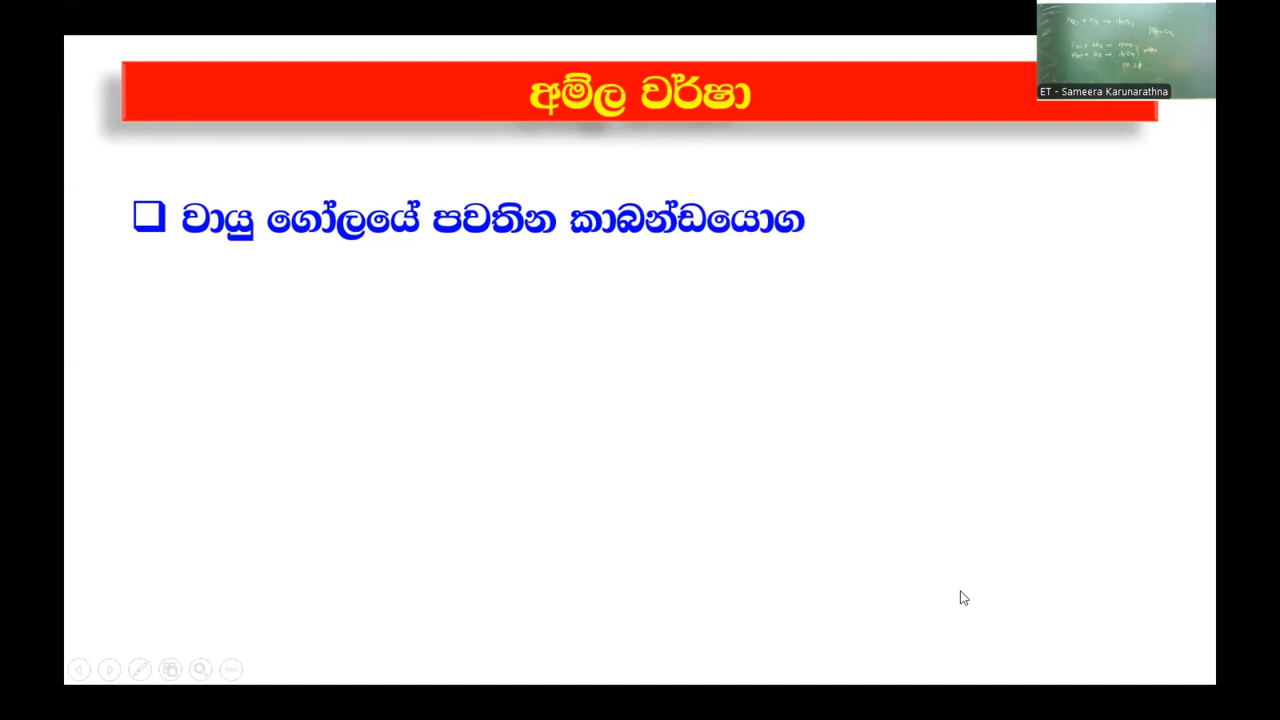 අම්ල වර්ෂා
ET - Sameera Karunarathna
❑ වායු ගෝලයේ පවතින කාබන්ඩයොග